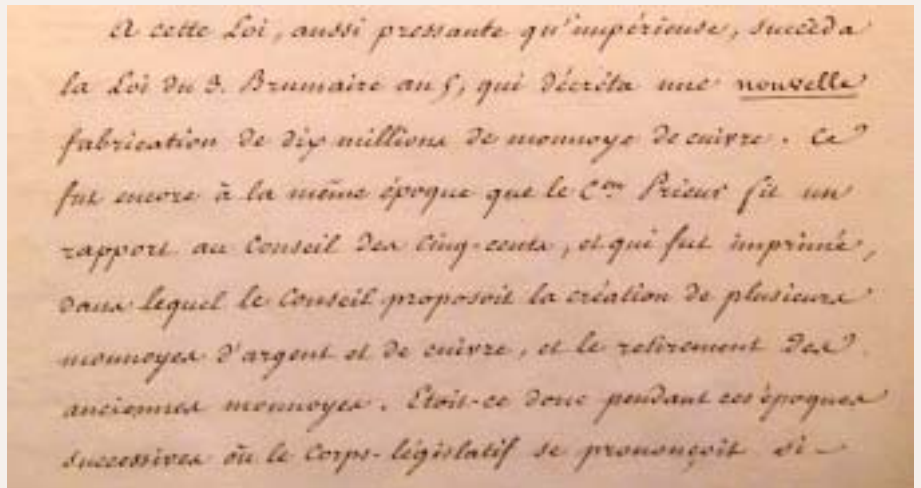 A cette Loi, aussi pressante qu'impérieuse, succéda
la Loi du 3. Brumaire an 5, qui décréta une nouvelle
fabrication de dix millions de monnoye de cuivre. Ce
fut encore à la même époque que le C.en Prieur fit un
rapport au Conseil des Cinq-cents, et qui fut imprimé,
dans lequel le Conseil proposoit la création de plusieurs
monnoyes d'argent et de cuivre, et le retirement des
anciennes monnoyes. Etoit-ce donc pendant ces époques
successives où le Corps-législatif se prononçoit si-